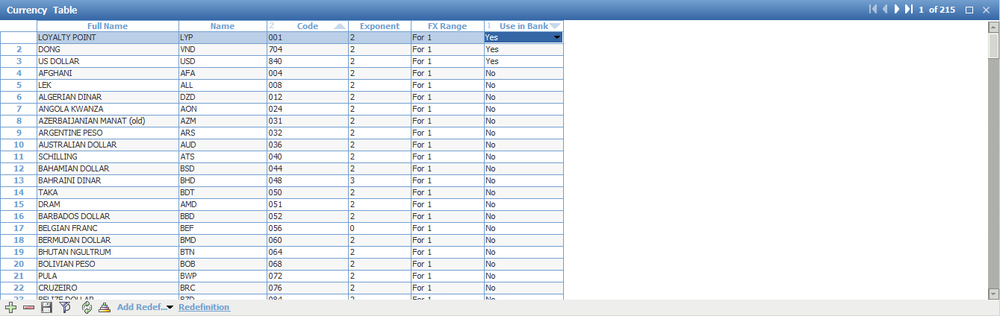 Currency Table 1 of 215
Full Name Name 2 Code Exponent FX Range 1 Use in Bank
LOYALTY POINT LYP 001 2 For 1 Yes
2 DONG VND 704 2 For 1 Yes
3 US DOLLAR USD 840 2 For 1 Yes
4 AFGHANI AFA 004 2 For 1 No
5 LEK ALL 008 2 For 1 No
6 ALGERIAN DINAR DZD 012 2 For 1 No
7 ANGOLA KWANZA AON 024 2 For 1 No
8 AZERBAIJANIAN MANAT (old) AZM 031 2 For 1 No
9 ARGENTINE PESO ARS 032 2 For 1 No
10 AUSTRALIAN DOLLAR AUD 036 2 For 1 No
11 SCHILLING ATS 040 2 For 1 No
12 BAHAMIAN DOLLAR BSD 044 2 For 1 No
13 BAHRAINI DINAR BHD 048 3 For 1 No
14 TAKA BDT 050 2 For 1 No
15 DRAM AMD 051 2 For 1 No
16 BARBADOS DOLLAR BBD 052 2 For 1 No
17 BELGIAN FRANC BEF 056 0 For 1 No
18 BERMUDAN DOLLAR BMD 060 2 For 1 No
19 BHUTAN NGULTRUM BTN 064 2 For 1 No
20 BOLIVIAN PESO BOB 068 2 For 1 No
21 PULA BWP 072 2 For 1 No
22 CRUZEIRO BRC 076 2 For 1 No
23 BELIZE DOLLAR BZD 084 2 For 1 No
Add Redef... Redefinition